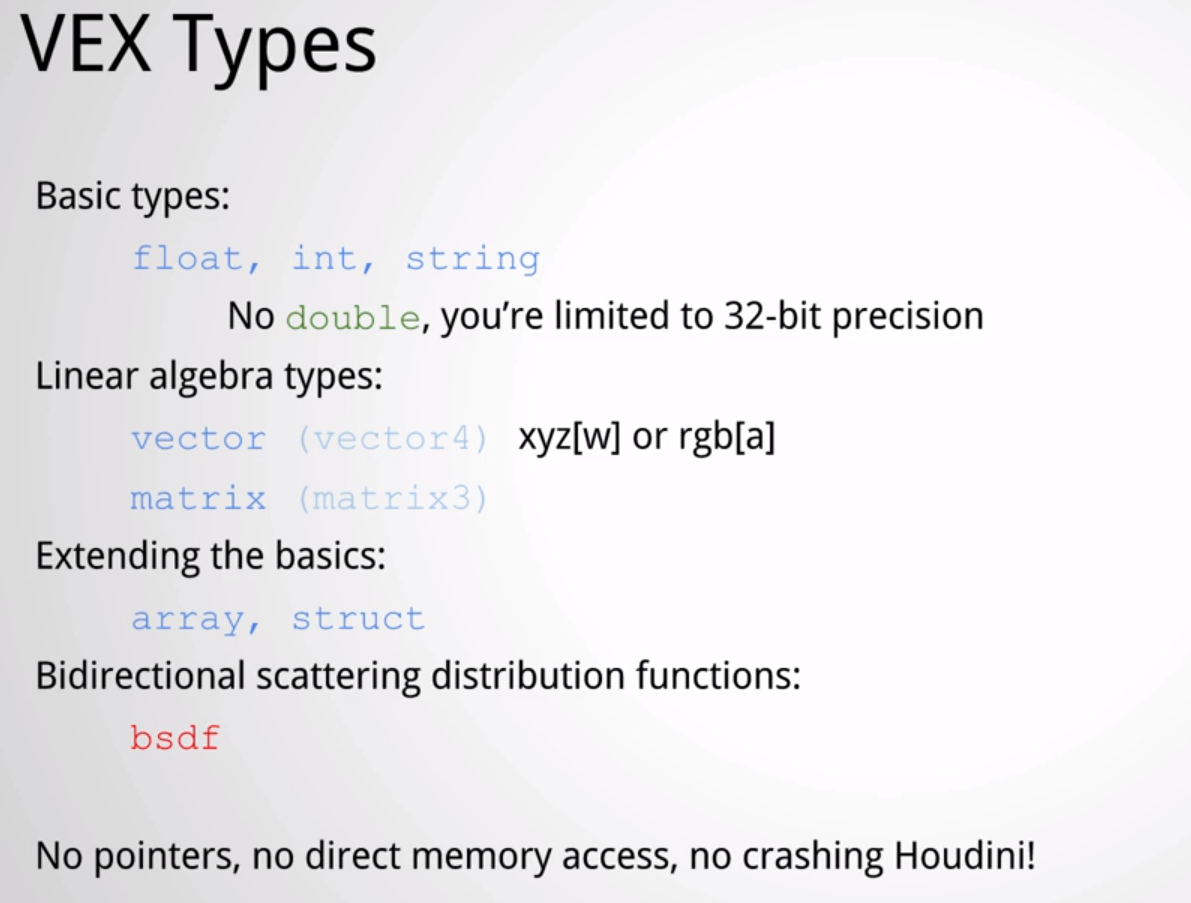 VEX Types
Basic types:
float, int, string
No double, you’re limited to 32-bit precision
Linear algebra types:
vector (vector4) xyz[w] or rgb[a]
matrix (matrix3)
Extending the basics:
array, struct
Bidirectional scattering distribution functions:
bsdf
No pointers, no direct memory access, no crashing Houdini!